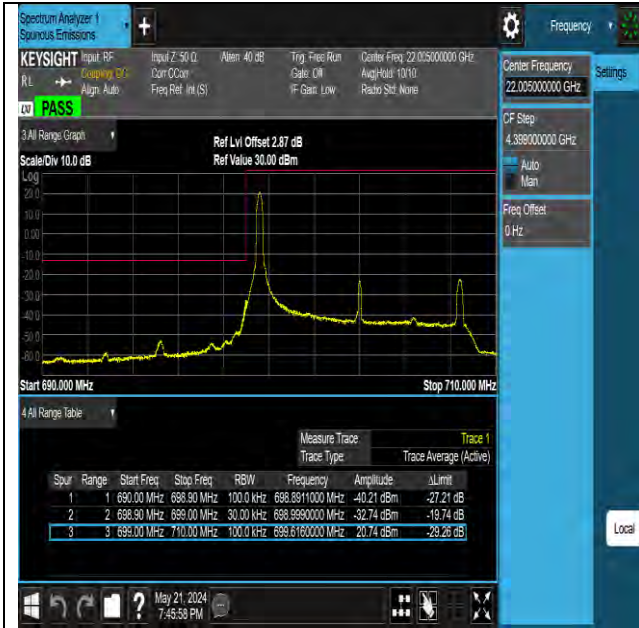 Spectrum Analyzer 1
Spurious Emissions
+
Frequency
KEYSIGHT Input: RF Input Z: 50 Ω Atten: 40 dB Trig: Free Run Center Freq: 22.005000000 GHz
RL Coupling: DC Corr CCorr Gate: Off Avg|Hold: 10/10
Align: Auto Freq Ref: Int (S) IF Gain: Low Radio Std: None
LXI PASS
Center Frequency
22.005000000 GHz
Settings
CF Step
4.399000000 GHz
Auto
Man
Freq Offset
0 Hz
3 All Range Graph
Ref Lvl Offset 2.87 dB
Scale/Div 10.0 dB Ref Value 30.00 dBm
Log
20.0
10.0
0.00
-10.0
-20.0
-30.0
-40.0
-50.0
-60.0
Start 690.000 MHz Stop 710.000 MHz
4 All Range Table
Measure Trace Trace 1
Trace Type Trace Average (Active)
Spur Range Start Freq Stop Freq RBW Frequency Amplitude ΔLimit
1 1 690.00 MHz 698.90 MHz 100.0 kHz 698.8911000 MHz -40.21 dBm -27.21 dB
2 2 698.90 MHz 699.00 MHz 30.00 kHz 698.9990000 MHz -32.74 dBm -19.74 dB
3 3 699.00 MHz 710.00 MHz 100.0 kHz 699.6160000 MHz 20.74 dBm -29.26 dB
Local
May 21, 2024
7:45:58 PM